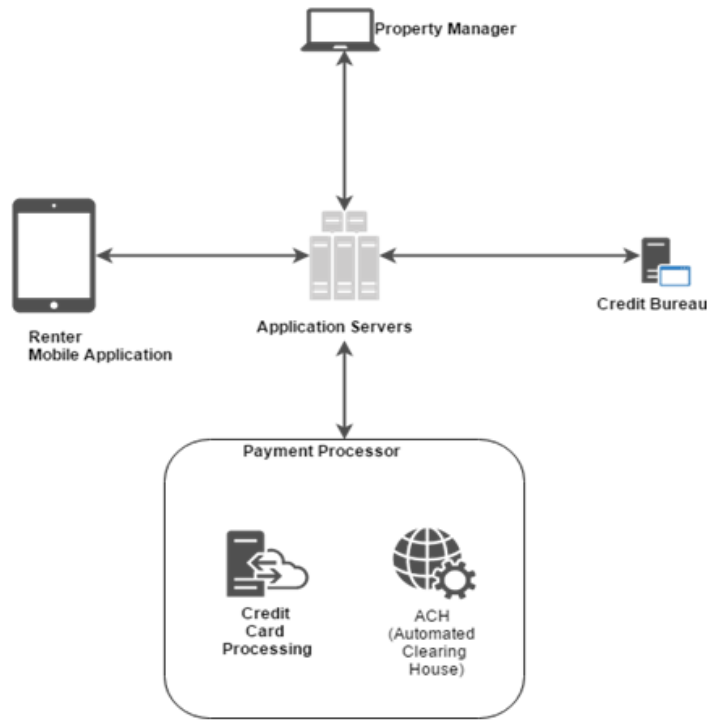 Property Manager
Renter
Mobile Application
Application Servers
Credit Bureau
Payment Processor
Credit
Card
Processing
ACH
(Automated
Clearing
House)